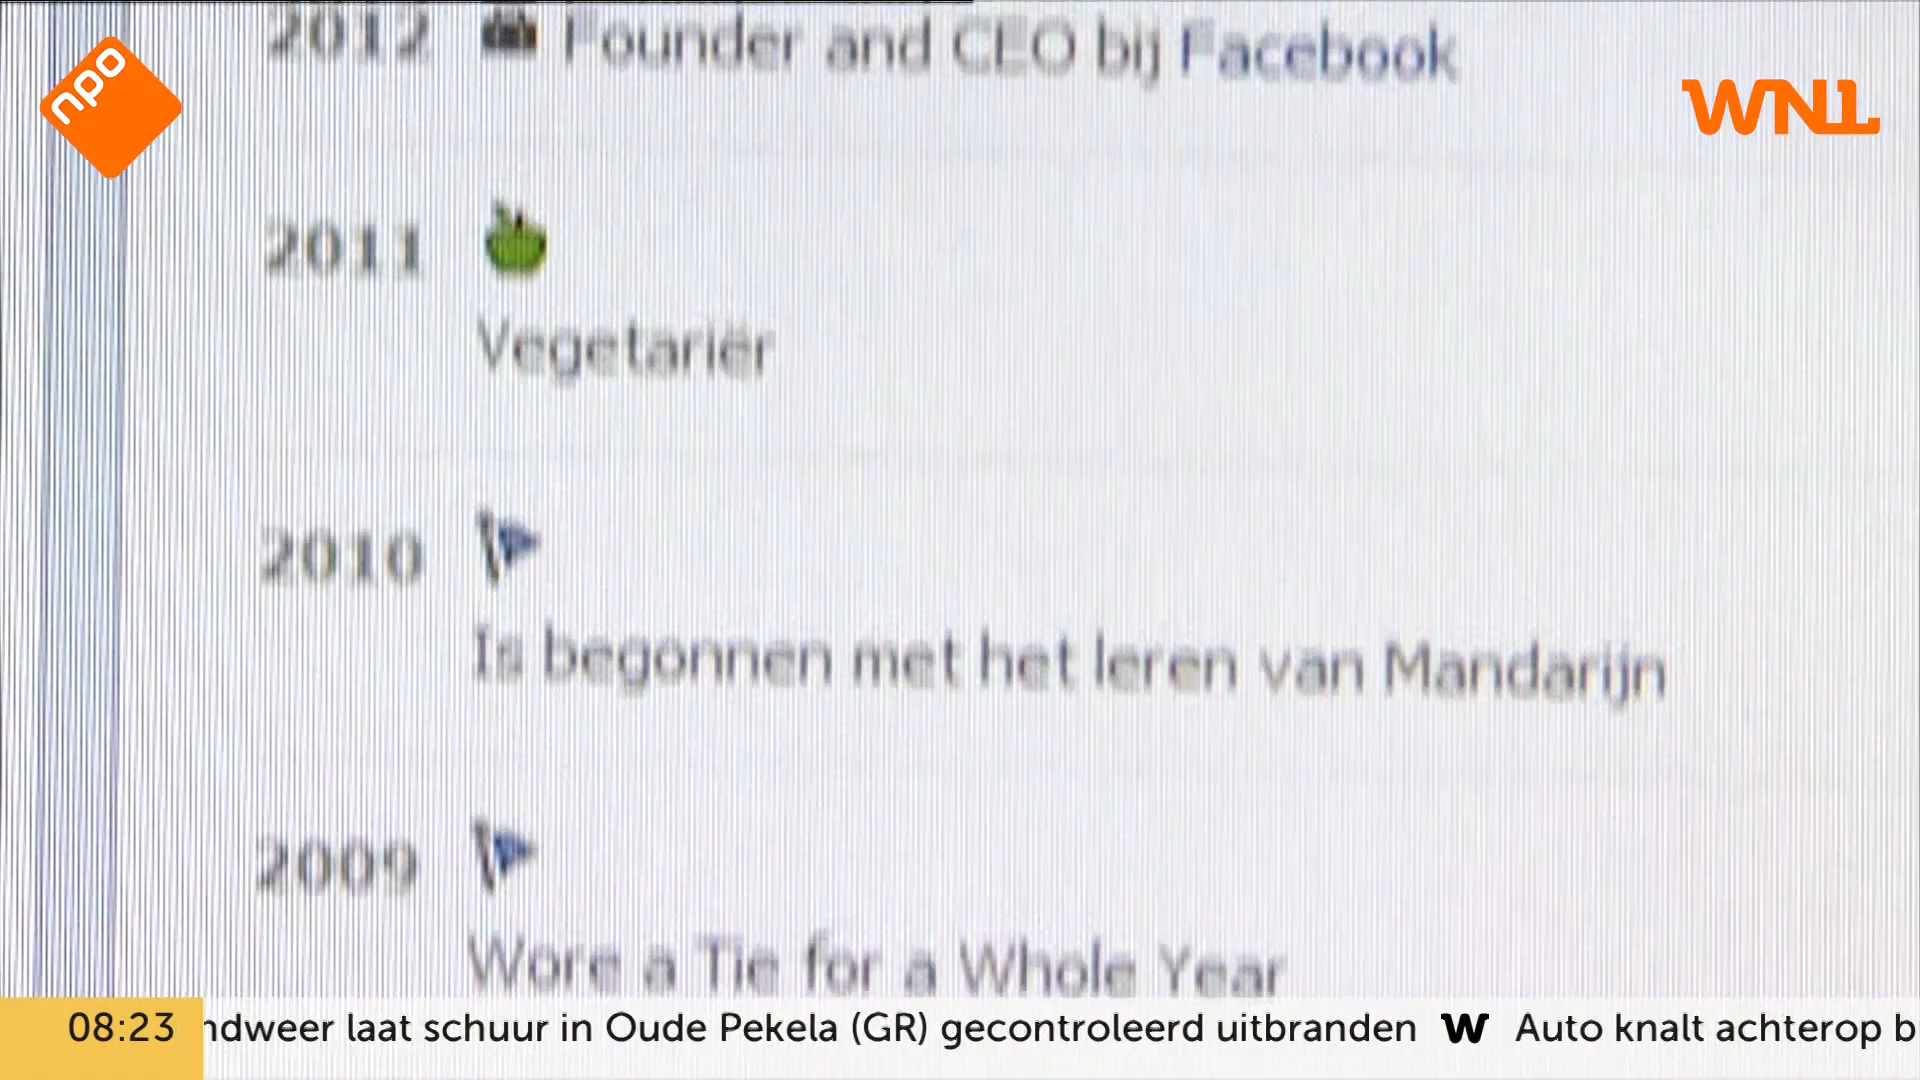 2012 Founder and CEO bij Facebook
npo
WNL
2011
Vegetariër
2010
Is begonnen met het leren van Mandarijn
2009
Wore a Tie for a Whole Year
08:23 ndweer laat schuur in Oude Pekela (GR) gecontroleerd uitbranden W Auto knalt achterop b